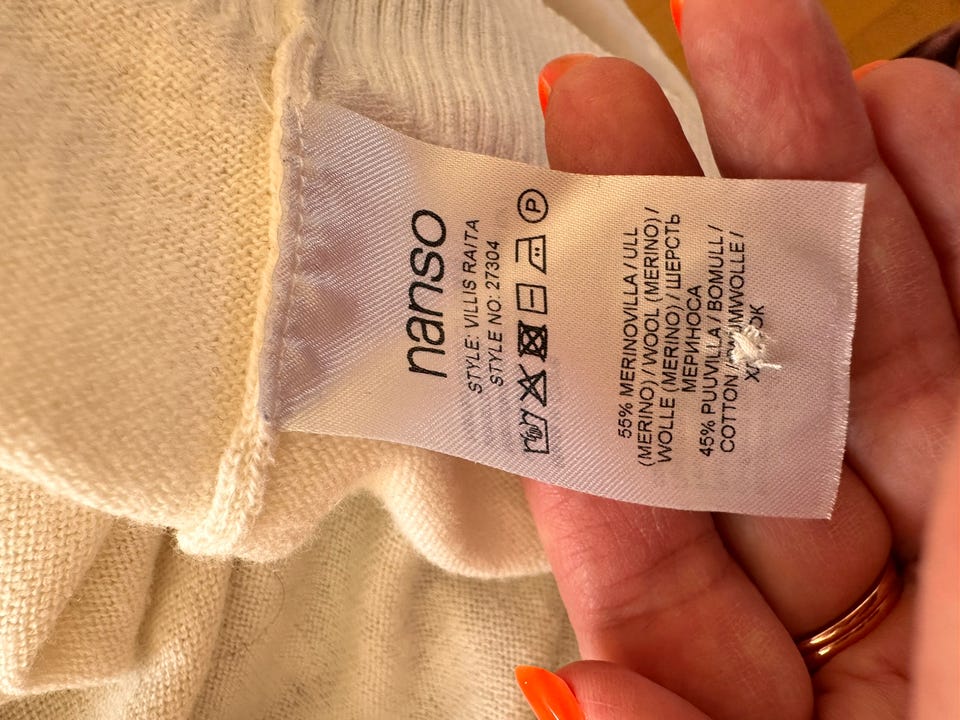 nanso
STYLE: VILLIS RAITA
STYLE NO: 27304
P
55% MERINOVILLA / ULL
(MERINO) / WOOL (MERINO) /
WOLLE (MERINO) / ШЕРСТЬ
МЕРИНОСА
45% PUUVILLA / BOMULL /
COTTON /